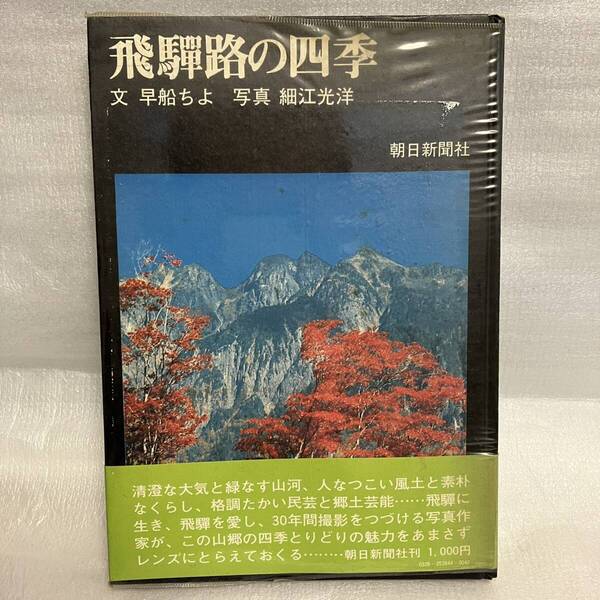 飛驒路の四季
文 早船ちよ 写真 細江光洋
朝日新聞社
清澄な大気と緑なす山河、人なつこい風土と素朴
なくらし、格調たかい民芸と郷土芸能……飛驒に
生き、飛驒を愛し、30年間撮影をつづける写真作
家が、この山郷の四季とりどりの魅力をあまさず
レンズにとらえておくる………朝日新聞社刊 1,000円